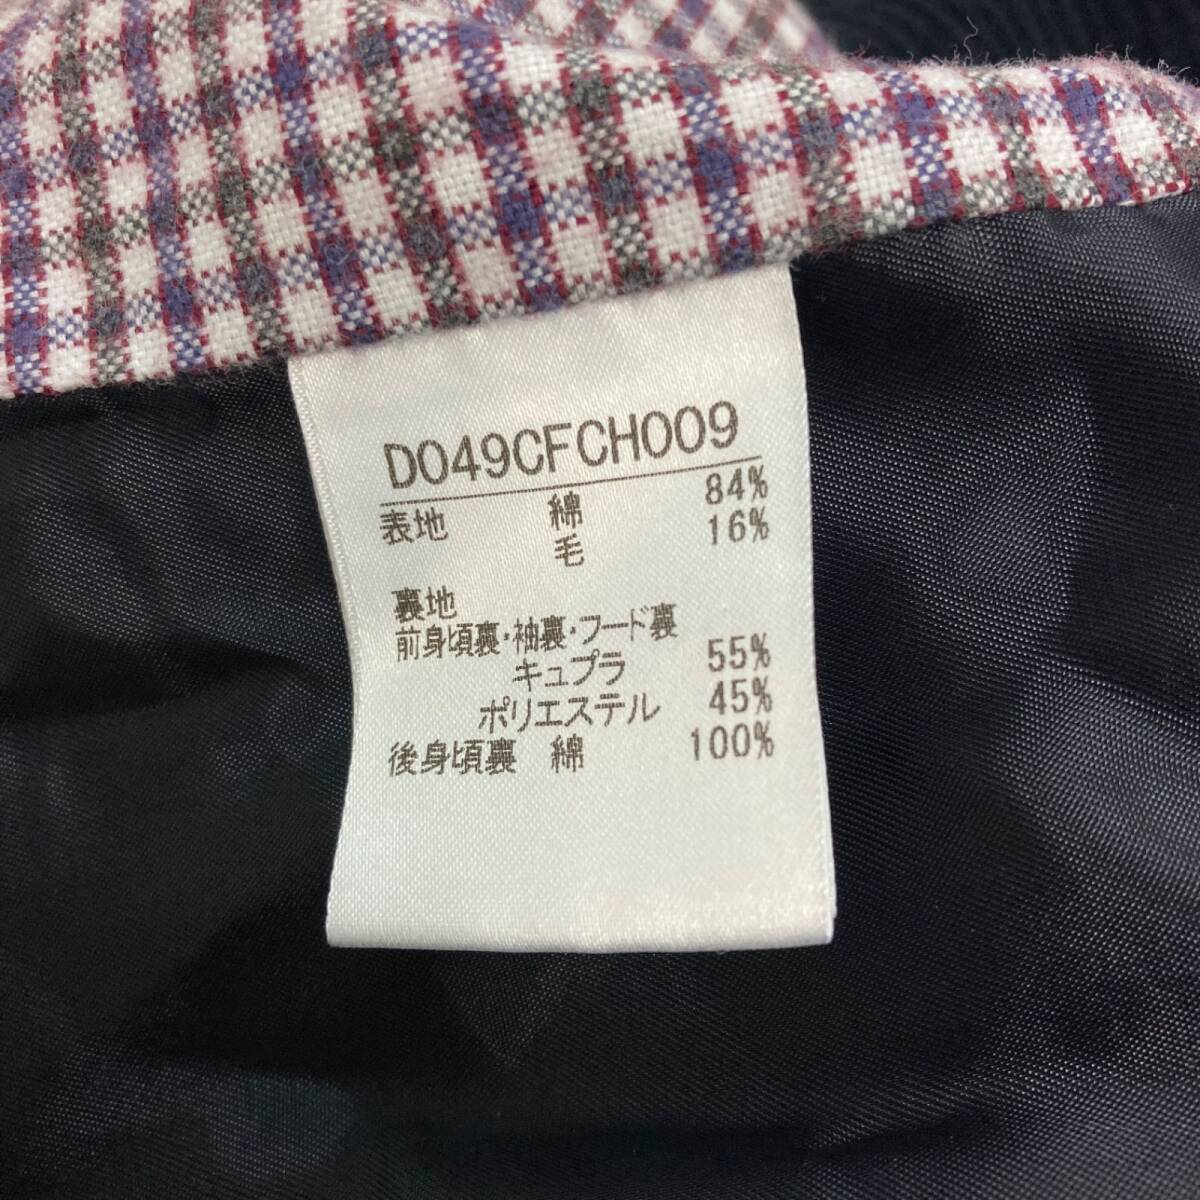 D049CFCH009
表地 綿 84%
毛 16%
裏地
前身頃裏・袖裏・フード裏
キュプラ 55%
ポリエステル 45%
後身頃裏 綿 100%